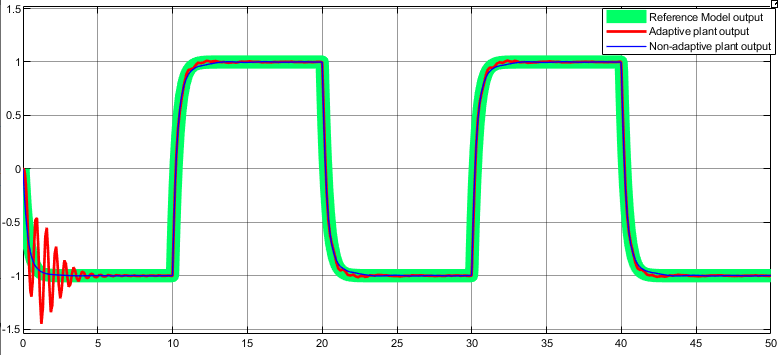 1.5
Reference Model output
Adaptive plant output
Non-adaptive plant output
1
0.5
0
-0.5
-1
-1.5
0 5 10 15 20 25 30 35 40 45 50